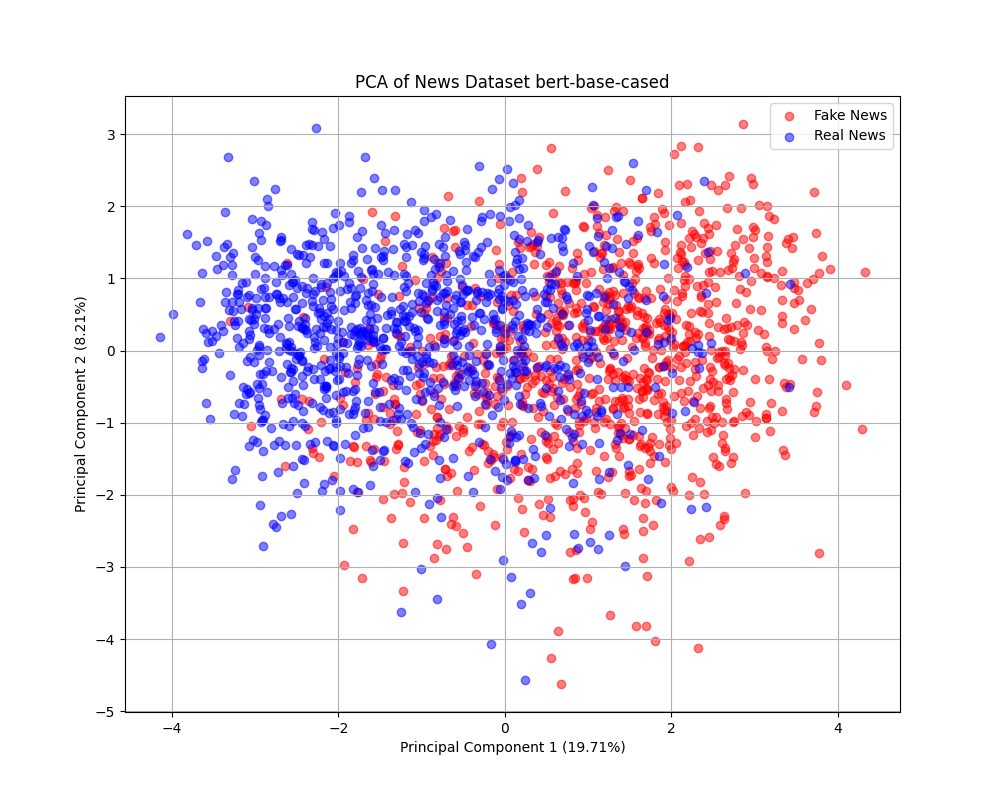 PCA of News Dataset bert-base-cased
Fake News
Real News
3
2
1
0
−1
−2
−3
−4
−5
Principal Component 2 (8.21%)
−4
−2
0
2
4
Principal Component 1 (19.71%)